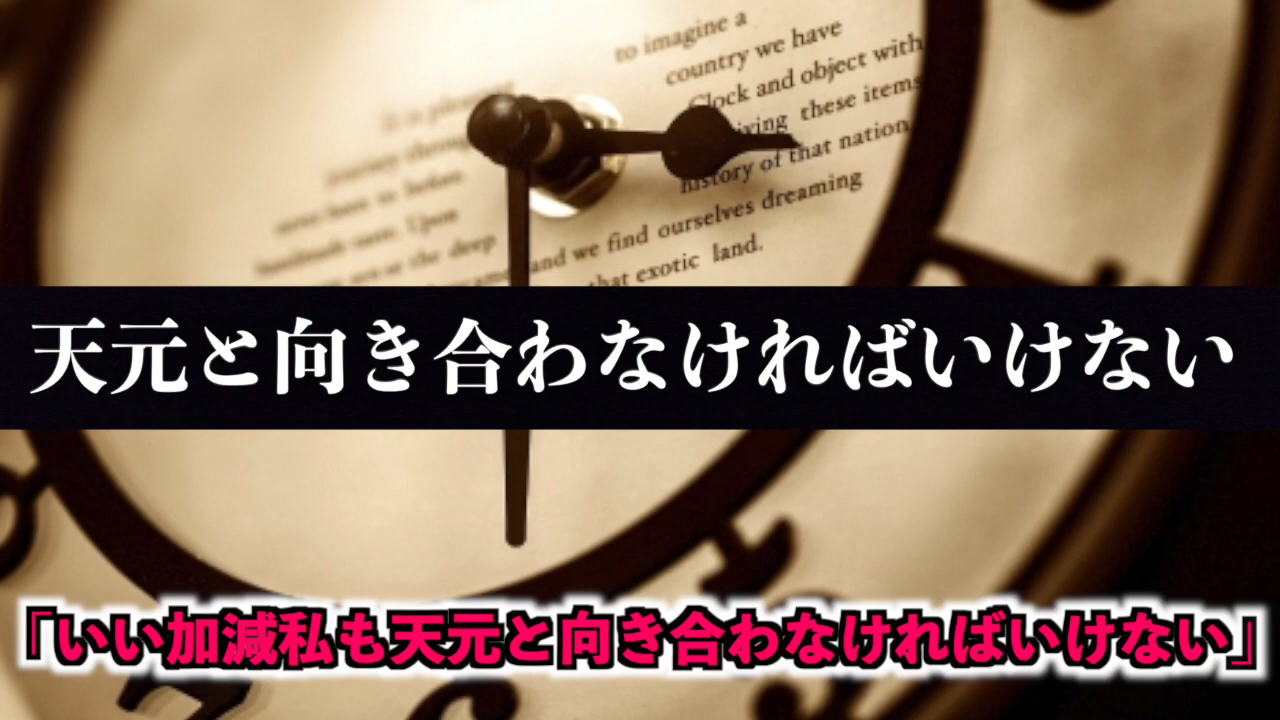 to imagine a
country we have
Clock and object with
these items
history of that nation
and we find ourselves dreaming
that exotic land.
the deep
天元と向き合わなければいけない
「いい加減私も天元と向き合わなければいけない」